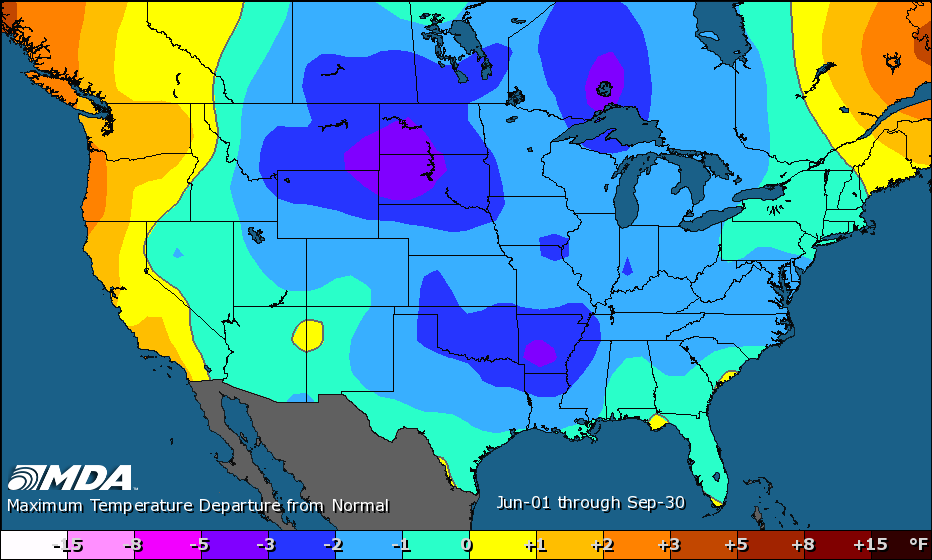 MDA
Maximum Temperature Departure from Normal
Jun-01 through Sep-30
-15 -8 -5 -3 -2 -1 0 +1 +2 +3 +5 +8 +15 °F